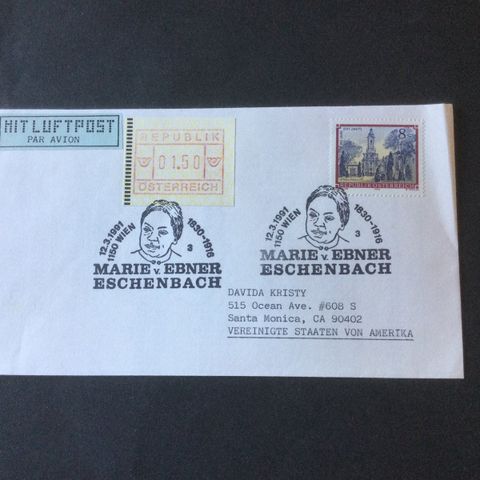 MIT LUFTPOST
PAR AVION
REPUBLIK
01.50
ÖSTERREICH
8
REPUBLIK ÖSTERREICH
12.3.1991
1150 WIEN
1830-1916
3
MARIE v. EBNER
ESCHENBACH
12.3.1991
1150 WIEN
1830-1916
3
MARIE v. EBNER
ESCHENBACH
DAVIDA KRISTY
515 Ocean Ave. #608 S
Santa Monica, CA 90402
VEREINIGTE STAATEN VON AMERIKA